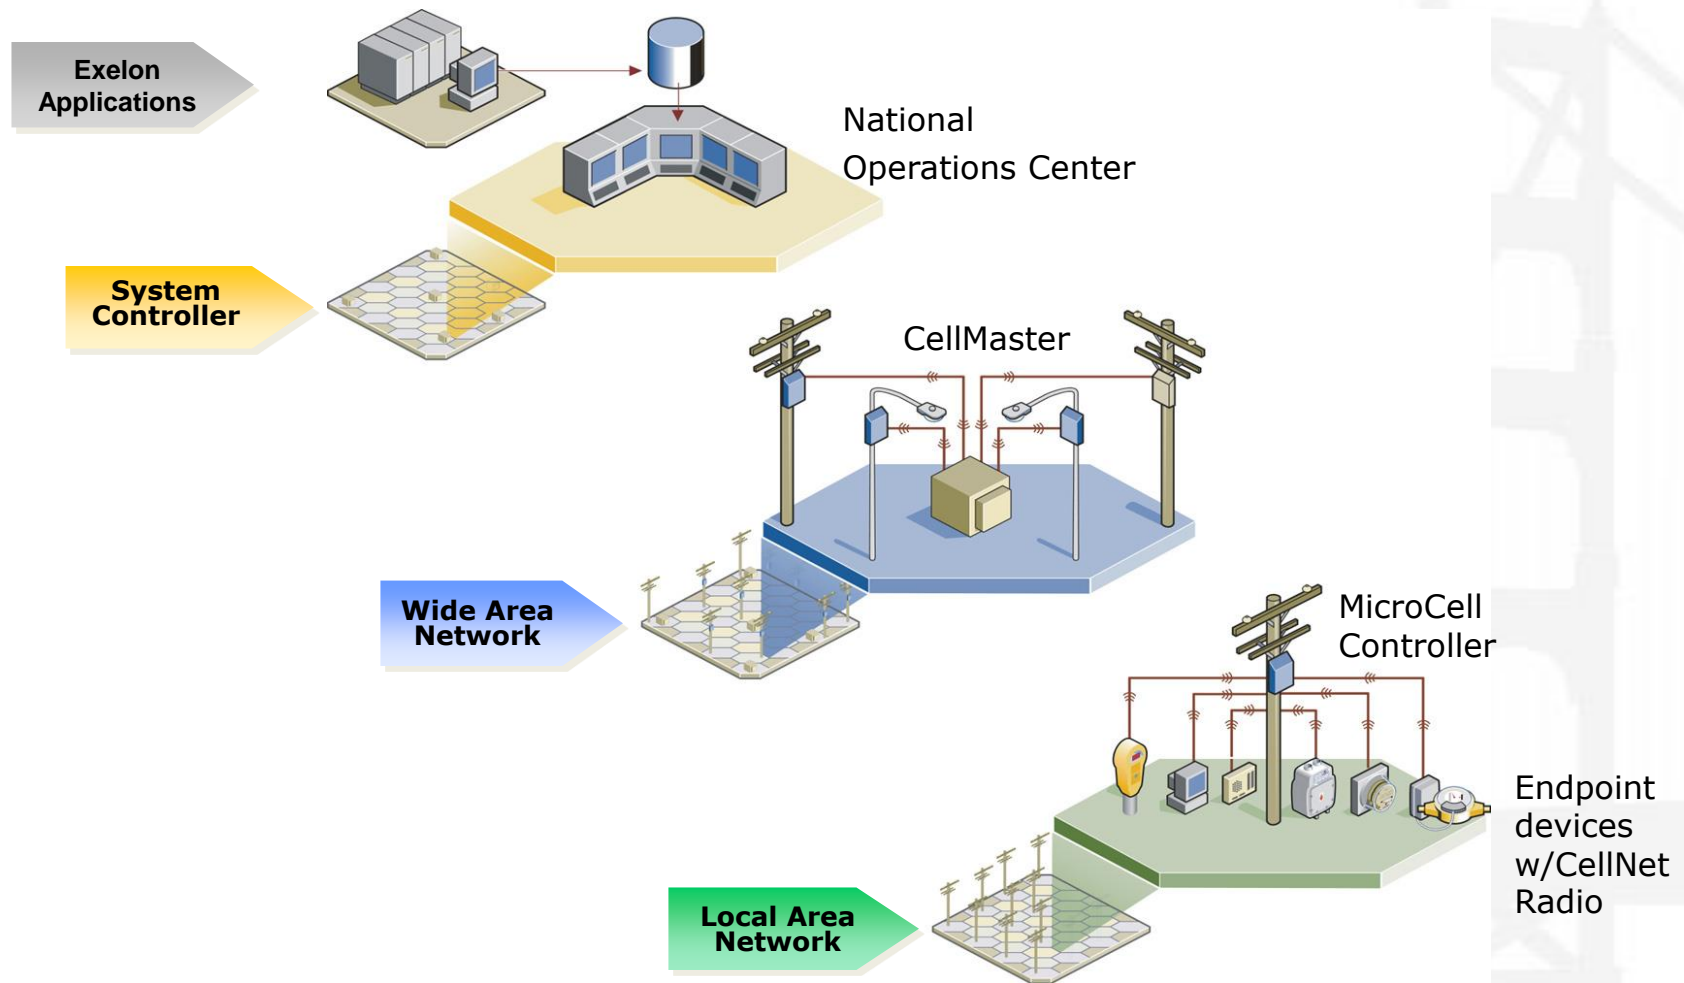 Exelon
Applications
National
Operations Center
System
Controller
CellMaster
Wide Area
Network
MicroCell
Controller
Endpoint
devices
w/CellNet
Radio
Local Area
Network